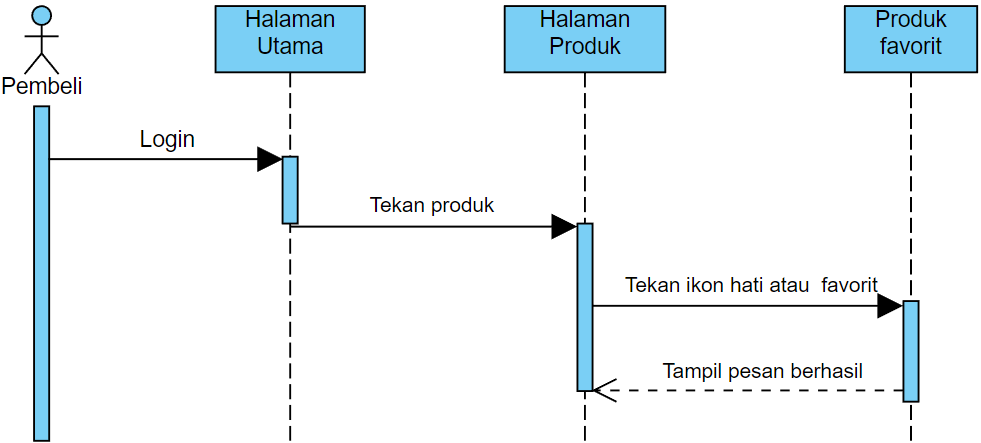 Halaman
Utama
Halaman
Produk
Produk
favorit
Pembeli
Login
Tekan produk
Tekan ikon hati atau  favorit
Tampil pesan berhasil